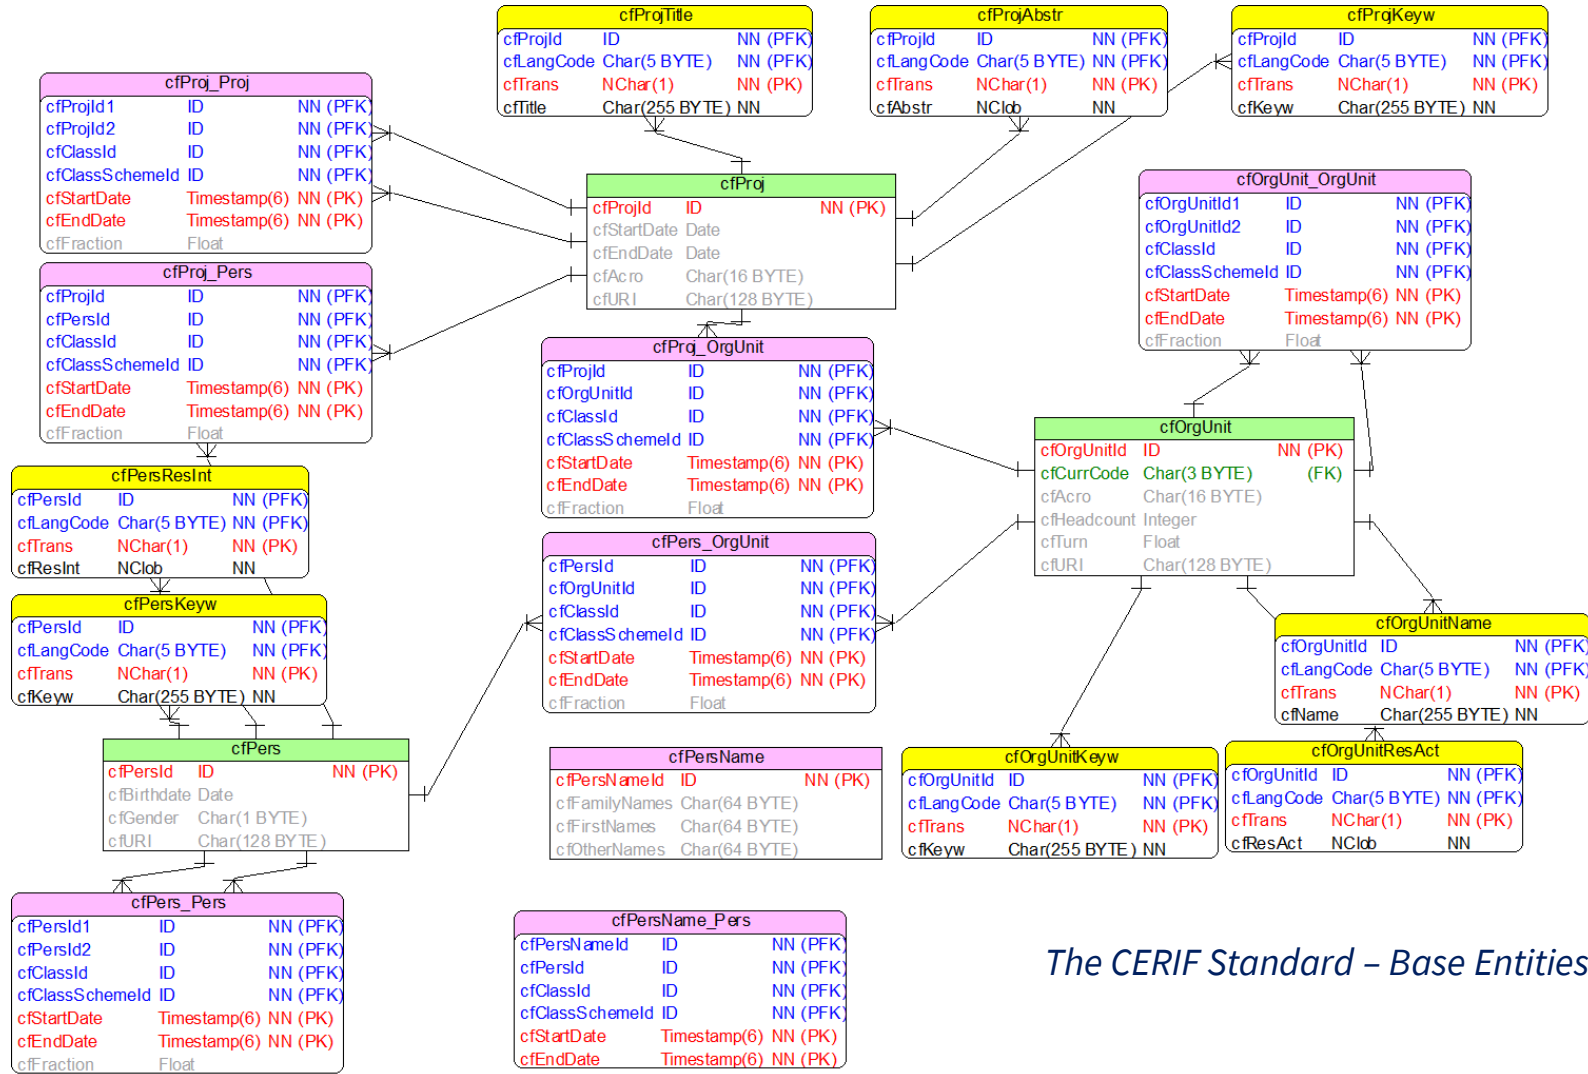 cfProjTitle
cfProjId ID NN (PFK)
cfLangCode Char(5 BYTE) NN (PFK)
cfTrans NChar(1) NN (PK)
cfTitle Char(255 BYTE) NN
cfProjAbstr
cfProjId ID NN (PFK)
cfLangCode Char(5 BYTE) NN (PFK)
cfTrans NChar(1) NN (PK)
cfAbstr NClob NN
cfProjKeyw
cfProjId ID NN (PFK)
cfLangCode Char(5 BYTE) NN (PFK)
cfTrans NChar(1) NN (PK)
cfKeyw Char(255 BYTE) NN
cfProj_Proj
cfProjId1 ID NN (PFK)
cfProjId2 ID NN (PFK)
cfClassId ID NN (PFK)
cfClassSchemeId ID NN (PFK)
cfStartDate Timestamp(6) NN (PK)
cfEndDate Timestamp(6) NN (PK)
cfFraction Float
cfProj
cfProjId ID NN (PK)
cfStartDate Date
cfEndDate Date
cfAcro Char(16 BYTE)
cfURI Char(128 BYTE)
cfOrgUnit_OrgUnit
cfOrgUnitId1 ID NN (PFK)
cfOrgUnitId2 ID NN (PFK)
cfClassId ID NN (PFK)
cfClassSchemeId ID NN (PFK)
cfStartDate Timestamp(6) NN (PK)
cfEndDate Timestamp(6) NN (PK)
cfFraction Float
cfProj_Pers
cfProjId ID NN (PFK)
cfPersId ID NN (PFK)
cfClassId ID NN (PFK)
cfClassSchemeId ID NN (PFK)
cfStartDate Timestamp(6) NN (PK)
cfEndDate Timestamp(6) NN (PK)
cfFraction Float
cfProj_OrgUnit
cfProjId ID NN (PFK)
cfOrgUnitId ID NN (PFK)
cfClassId ID NN (PFK)
cfClassSchemeId ID NN (PFK)
cfStartDate Timestamp(6) NN (PK)
cfEndDate Timestamp(6) NN (PK)
cfFraction Float
cfOrgUnit
cfOrgUnitId ID NN (PK)
cfCurrCode Char(3 BYTE) (FK)
cfAcro Char(16 BYTE)
cfHeadcount Integer
cfTurn Float
cfURI Char(128 BYTE)
cfPersResInt
cfPersId ID NN (PFK)
cfLangCode Char(5 BYTE) NN (PFK)
cfTrans NChar(1) NN (PK)
cfResInt NClob NN
cfPers_OrgUnit
cfPersId ID NN (PFK)
cfOrgUnitId ID NN (PFK)
cfClassId ID NN (PFK)
cfClassSchemeId ID NN (PFK)
cfStartDate Timestamp(6) NN (PK)
cfEndDate Timestamp(6) NN (PK)
cfFraction Float
cfPersKeyw
cfPersId ID NN (PFK)
cfLangCode Char(5 BYTE) NN (PFK)
cfTrans NChar(1) NN (PK)
cfKeyw Char(255 BYTE) NN
cfOrgUnitName
cfOrgUnitId ID NN (PFK)
cfLangCode Char(5 BYTE) NN (PFK)
cfTrans NChar(1) NN (PK)
cfName Char(255 BYTE) NN
cfPers
cfPersId ID NN (PK)
cfBirthdate Date
cfGender Char(1 BYTE)
cfURI Char(128 BYTE)
cfPersName
cfPersNameId ID NN (PK)
cfFamilyNames Char(64 BYTE)
cfFirstNames Char(64 BYTE)
cfOtherNames Char(64 BYTE)
cfOrgUnitKeyw
cfOrgUnitId ID NN (PFK)
cfLangCode Char(5 BYTE) NN (PFK)
cfTrans NChar(1) NN (PK)
cfKeyw Char(255 BYTE) NN
cfOrgUnitResAct
cfOrgUnitId ID NN (PFK)
cfLangCode Char(5 BYTE) NN (PFK)
cfTrans NChar(1) NN (PK)
cfResAct NClob NN
cfPers_Pers
cfPersId1 ID NN (PFK)
cfPersId2 ID NN (PFK)
cfClassId ID NN (PFK)
cfClassSchemeId ID NN (PFK)
cfStartDate Timestamp(6) NN (PK)
cfEndDate Timestamp(6) NN (PK)
cfFraction Float
cfPersName_Pers
cfPersNameId ID NN (PFK)
cfPersId ID NN (PFK)
cfClassId ID NN (PFK)
cfClassSchemeId ID NN (PFK)
cfStartDate Timestamp(6) NN (PK)
cfEndDate Timestamp(6) NN (PK)
The CERIF Standard – Base Entities